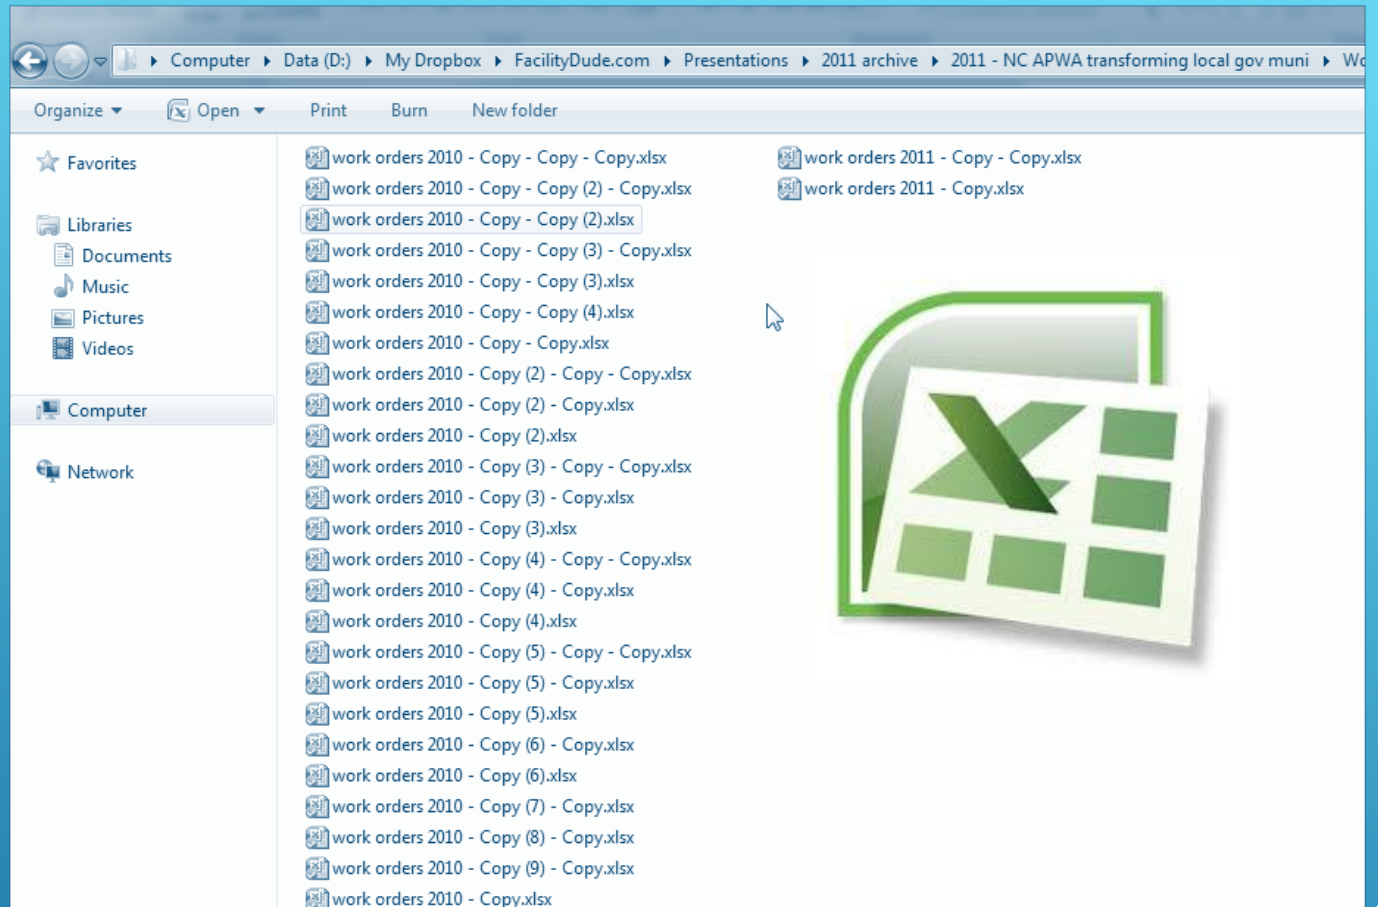 Computer Data (D:) My Dropbox FacilityDude.com Presentations 2011 archive 2011 - NC APWA transforming local gov muni Wo
Organize Open Print Burn New folder
Favorites
Libraries
Documents
Music
Pictures
Videos
Computer
Network
work orders 2010 - Copy - Copy - Copy.xlsx
work orders 2010 - Copy - Copy (2) - Copy.xlsx
work orders 2010 - Copy - Copy (2).xlsx
work orders 2010 - Copy - Copy (3) - Copy.xlsx
work orders 2010 - Copy - Copy (3).xlsx
work orders 2010 - Copy - Copy (4).xlsx
work orders 2010 - Copy - Copy.xlsx
work orders 2010 - Copy (2) - Copy - Copy.xlsx
work orders 2010 - Copy (2) - Copy.xlsx
work orders 2010 - Copy (2).xlsx
work orders 2010 - Copy (3) - Copy - Copy.xlsx
work orders 2010 - Copy (3) - Copy.xlsx
work orders 2010 - Copy (3).xlsx
work orders 2010 - Copy (4) - Copy - Copy.xlsx
work orders 2010 - Copy (4) - Copy.xlsx
work orders 2010 - Copy (4).xlsx
work orders 2010 - Copy (5) - Copy - Copy.xlsx
work orders 2010 - Copy (5) - Copy.xlsx
work orders 2010 - Copy (5).xlsx
work orders 2010 - Copy (6) - Copy.xlsx
work orders 2010 - Copy (6).xlsx
work orders 2010 - Copy (7) - Copy.xlsx
work orders 2010 - Copy (8) - Copy.xlsx
work orders 2010 - Copy (9) - Copy.xlsx
work orders 2010 - Copy.xlsx
work orders 2011 - Copy - Copy.xlsx
work orders 2011 - Copy.xlsx